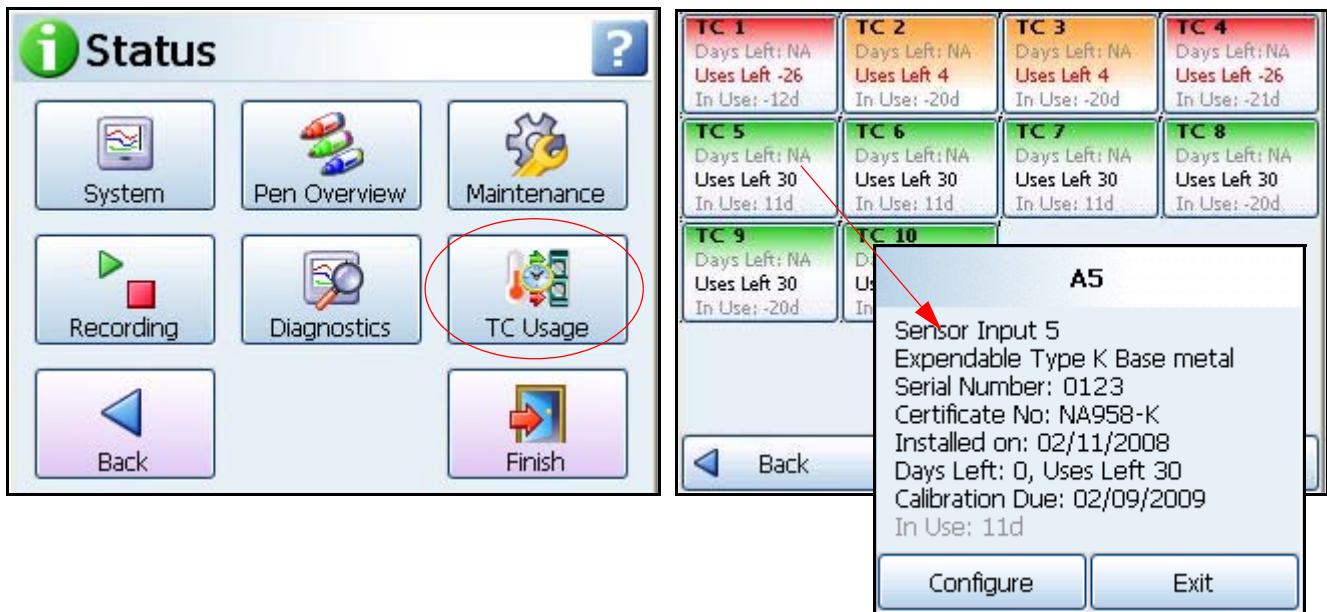 Status
?
System
Pen Overview
Maintenance
Recording
Diagnostics
TC Usage
Back
Finish
TC 1
Days Left: NA
Uses Left -26
In Use: -12d
TC 2
Days Left: NA
Uses Left 4
In Use: -20d
TC 3
Days Left: NA
Uses Left 4
In Use: -20d
TC 4
Days Left: NA
Uses Left -26
In Use: -21d
TC 5
Days Left: NA
Uses Left 30
In Use: 11d
TC 6
Days Left: NA
Uses Left 30
In Use: 11d
TC 7
Days Left: NA
Uses Left 30
In Use: 11d
TC 8
Days Left: NA
Uses Left 30
In Use: -20d
TC 9
Days Left: NA
Uses Left 30
In Use: -20d
TC 10
Back
A5
Sensor Input 5
Expendable Type K Base metal
Serial Number: 0123
Certificate No: NA958-K
Installed on: 02/11/2008
Days Left: 0, Uses Left 30
Calibration Due: 02/09/2009
In Use: 11d
Configure
Exit